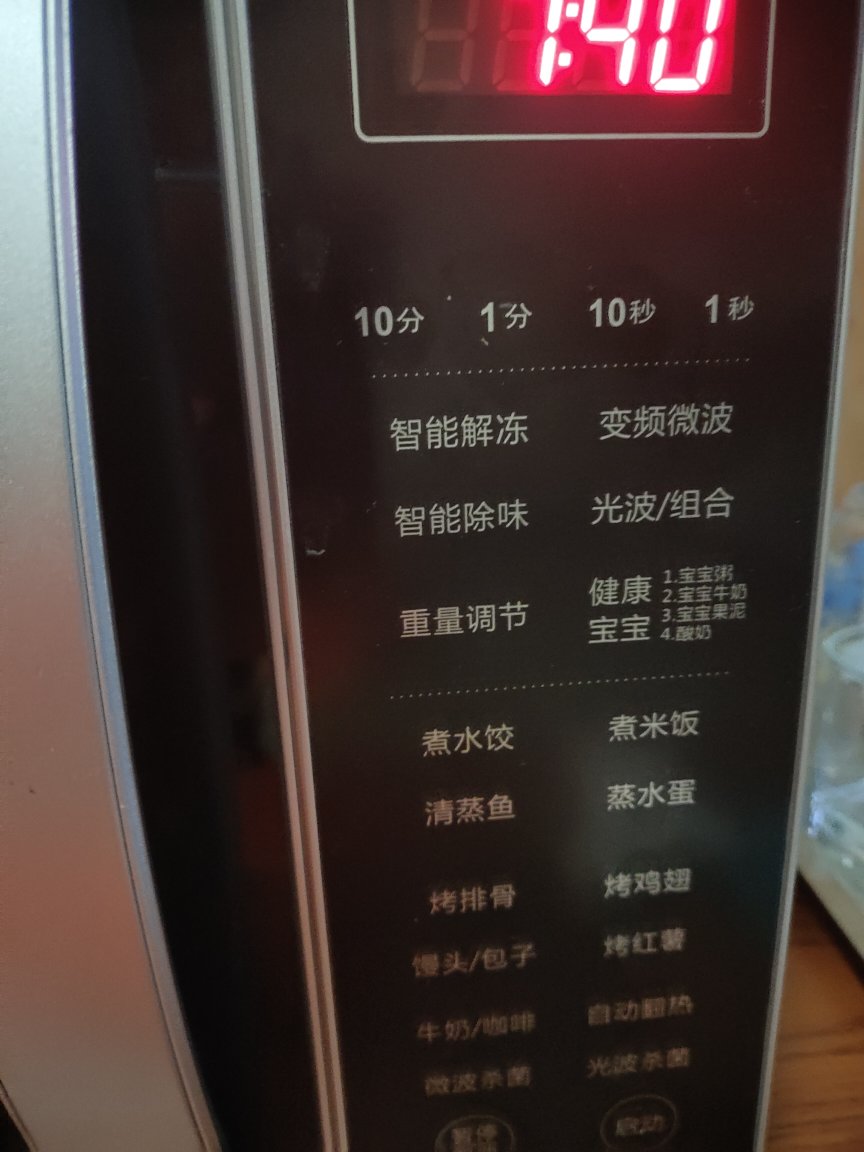 1:40
10分 1分 10秒 1秒
智能解冻 变频微波
智能除味 光波/组合
重量调节 健康宝宝 1.宝宝粥
2.宝宝牛奶
3.宝宝果泥
4.酸奶
煮水饺 煮米饭
清蒸鱼 蒸水蛋
烤排骨 烤鸡翅
馒头/包子 烤红薯
牛奶/咖啡 自动翻热
微波杀菌 光波杀菌
启动